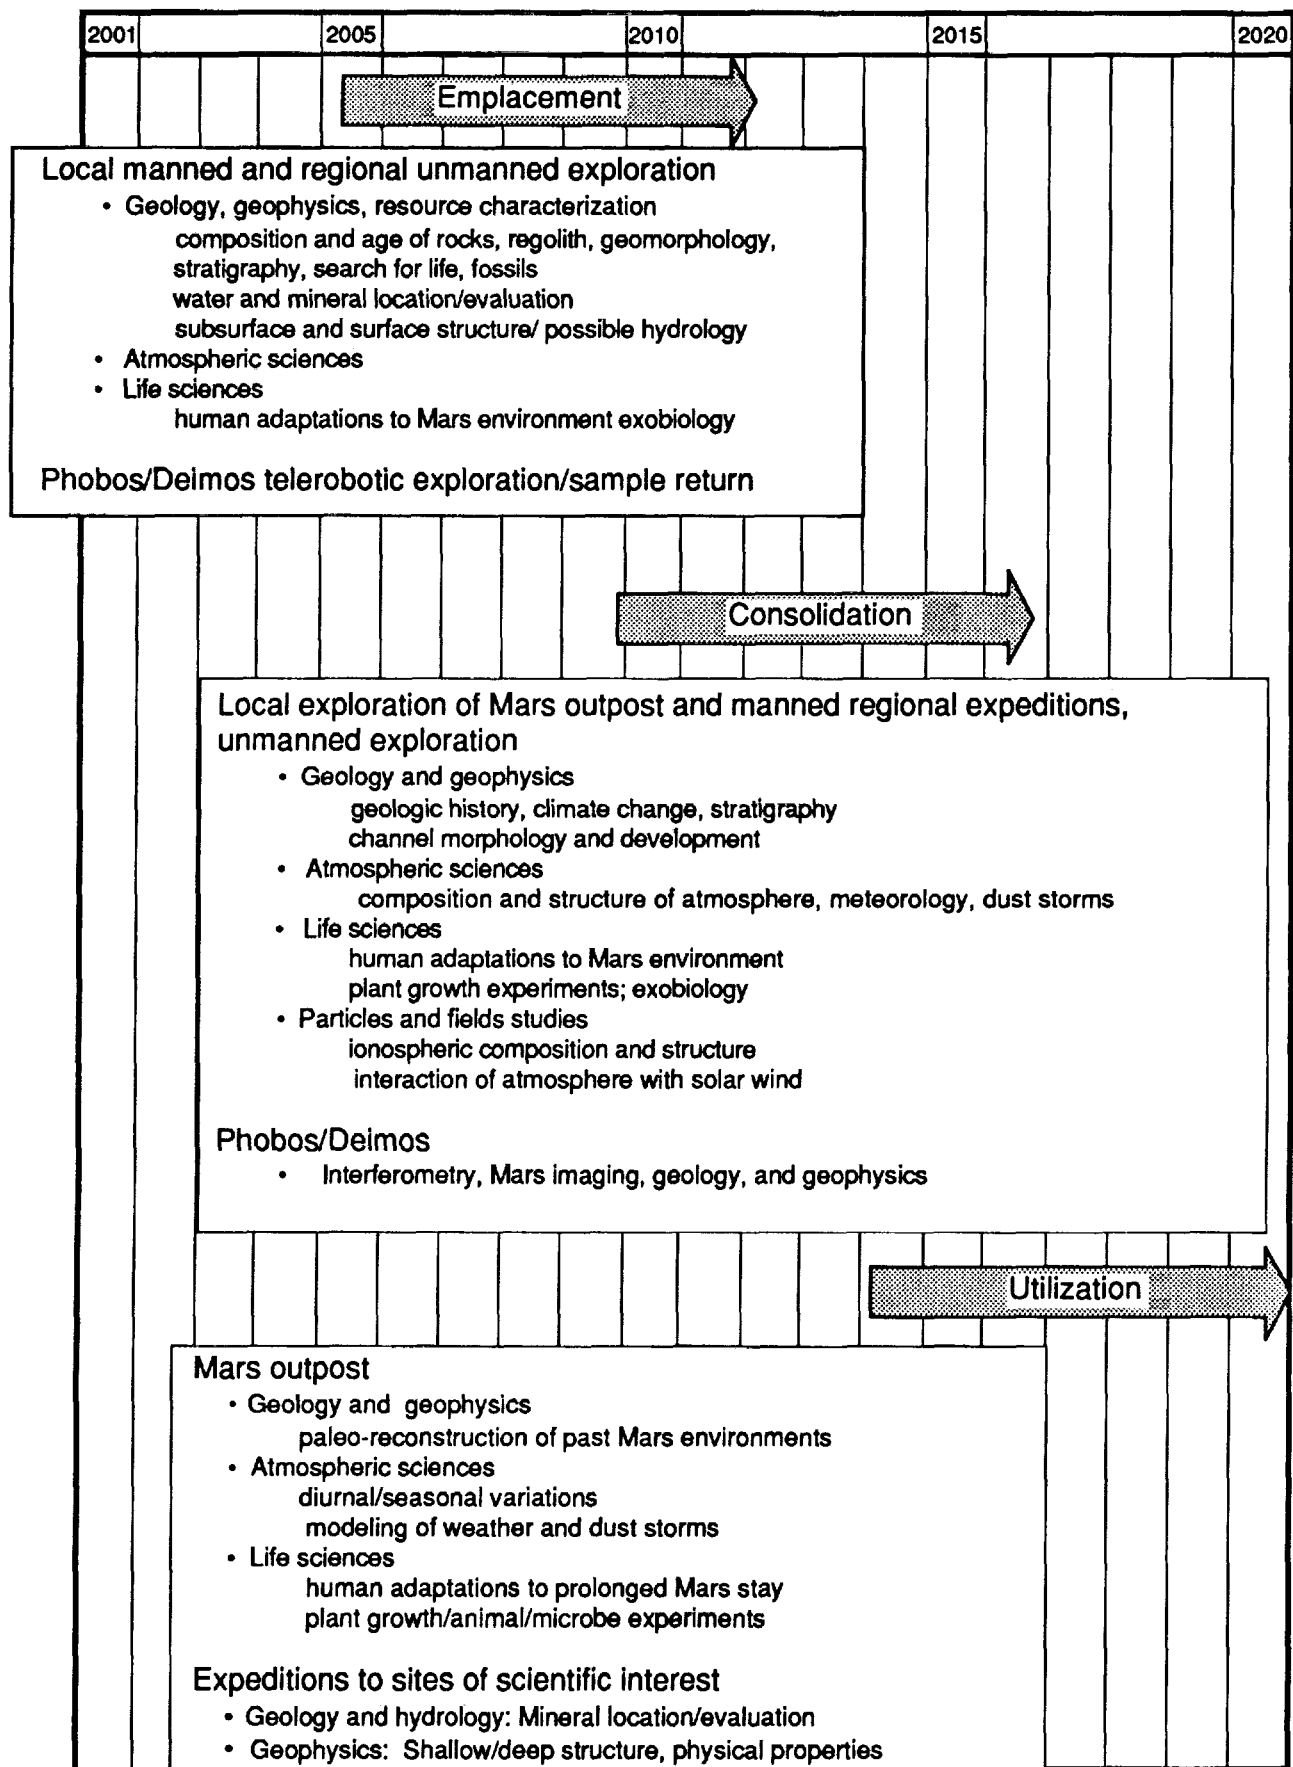 2001 2005 2010 2015 2020
Emplacement
Local manned and regional unmanned exploration
• Geology, geophysics, resource characterization
composition and age of rocks, regolith, geomorphology,
stratigraphy, search for life, fossils
water and mineral location/evaluation
subsurface and surface structure/ possible hydrology
• Atmospheric sciences
• Life sciences
human adaptations to Mars environment exobiology
Phobos/Deimos telerobotic exploration/sample return
Consolidation
Local exploration of Mars outpost and manned regional expeditions,
unmanned exploration
• Geology and geophysics
geologic history, climate change, stratigraphy
channel morphology and development
• Atmospheric sciences
composition and structure of atmosphere, meteorology, dust storms
• Life sciences
human adaptations to Mars environment
plant growth experiments; exobiology
• Particles and fields studies
ionospheric composition and structure
interaction of atmosphere with solar wind
Phobos/Deimos
• Interferometry, Mars imaging, geology, and geophysics
Utilization
Mars outpost
• Geology and geophysics
paleo-reconstruction of past Mars environments
• Atmospheric sciences
diurnal/seasonal variations
modeling of weather and dust storms
• Life sciences
human adaptations to prolonged Mars stay
plant growth/animal/microbe experiments
Expeditions to sites of scientific interest
• Geology and hydrology: Mineral location/evaluation
• Geophysics: Shallow/deep structure, physical properties